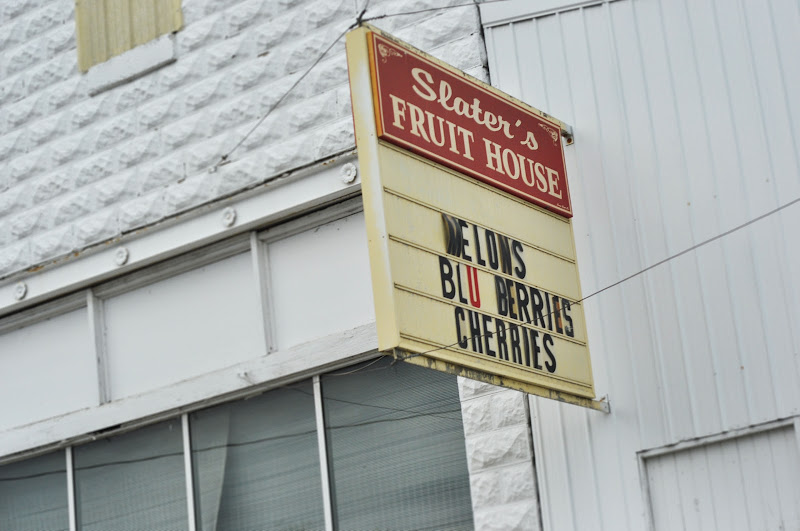 Slater's
FRUIT HOUSE
MELONS
BLU BERRIES
CHERRIES